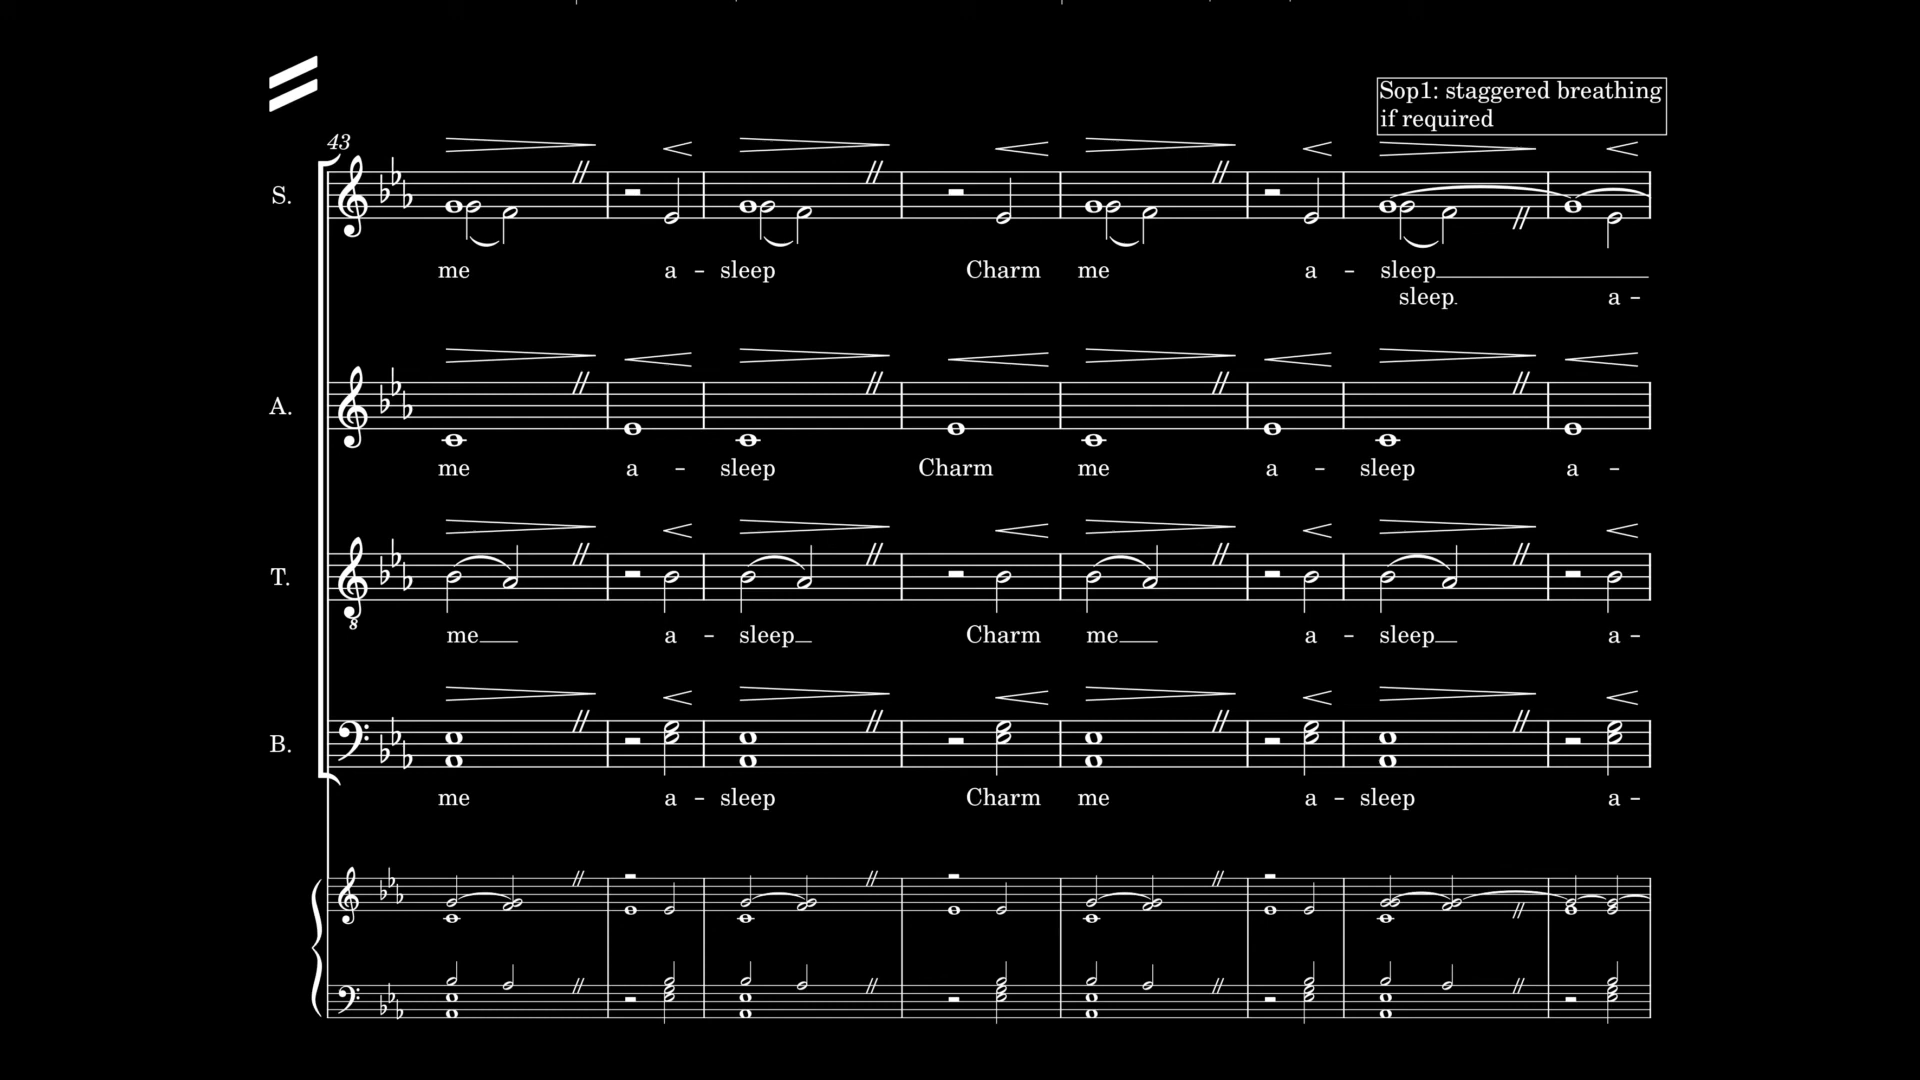 Sop1: staggered breathing
if required
43
S.
me a - sleep Charm me a - sleep
sleep. a -
A.
me a - sleep Charm me a - sleep a -
T.
8
me a - sleep Charm me a - sleep a -
B.
me a - sleep Charm me a - sleep a -